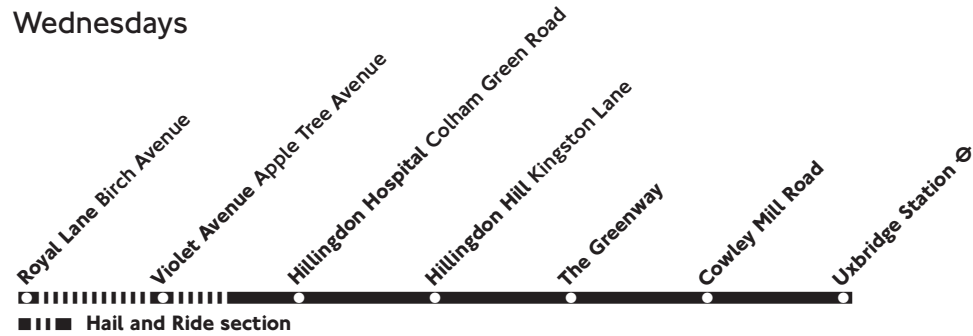 Wednesdays
Royal Lane Birch Avenue
Violet Avenue Apple Tree Avenue
Hillingdon Hospital Colham Green Road
Hillingdon Hill Kingston Lane
The Greenway
Cowley Mill Road
Uxbridge Station
Hail and Ride section